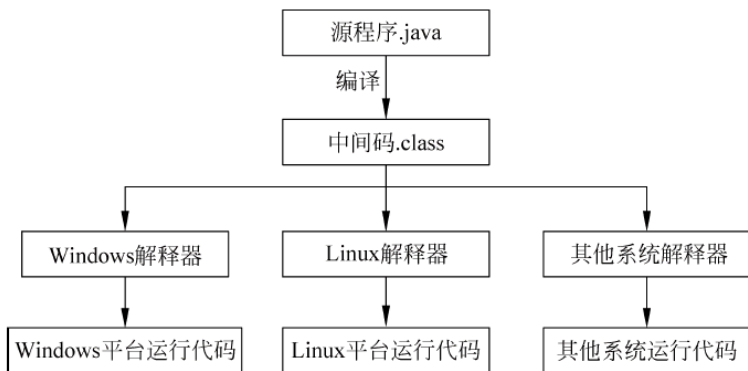 源程序.java
编译
中间码.class
Windows解释器
Linux解释器
其他系统解释器
Windows平台运行代码
Linux平台运行代码
其他系统运行代码